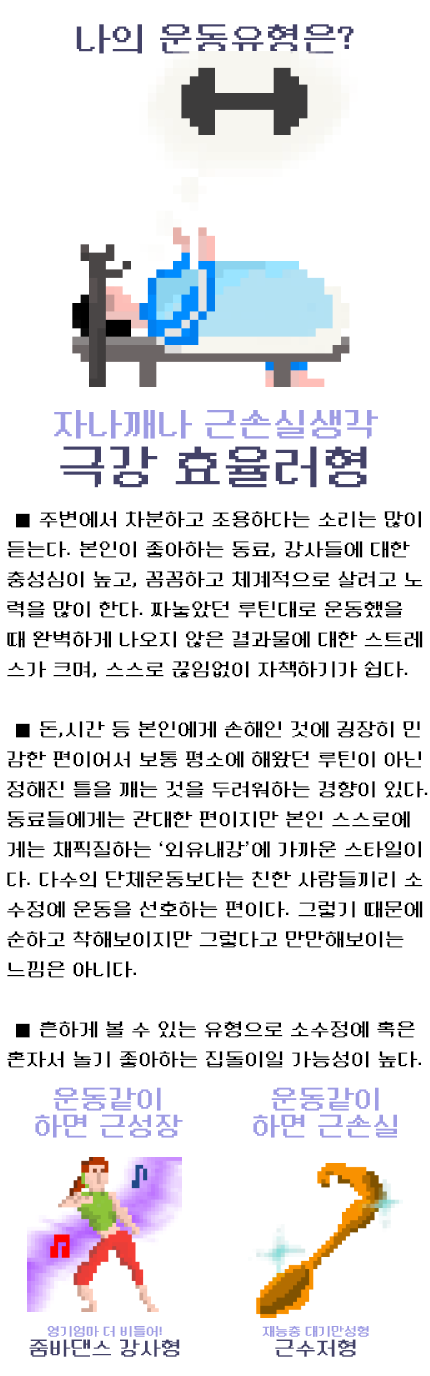 나의 운동유형은?
자나깨나 근손실생각
극강 효율러형
■ 주변에서 차분하고 조용하다는 소리는 많이
듣는다. 본인이 좋아하는 동료, 강사들에 대한
충성심이 높고, 꼼꼼하고 체계적으로 살려고 노
력을 많이 한다. 짜놓았던 루틴대로 운동했을
때 완벽하게 나오지 않은 결과물에 대한 스트레
스가 크며, 스스로 끊임없이 자책하기가 쉽다.
■ 돈,시간 등 본인에게 손해인 것에 굉장히 민
감한 편이어서 보통 평소에 해왔던 루틴이 아닌
정해진 틀을 깨는 것을 두려워하는 경향이 있다.
동료들에게는 관대한 편이지만 본인 스스로에
게는 채찍질하는 ‘외유내강’에 가까운 스타일이
다. 다수의 단체운동보다는 친한 사람들끼리 소
수정예 운동을 선호하는 편이다. 그렇기 때문에
순하고 착해보이지만 그렇다고 만만해보이는
느낌은 아니다.
■ 흔하게 볼 수 있는 유형으로 소수정예 혹은
혼자서 놀기 좋아하는 집돌이일 가능성이 높다.
운동같이
하면 근성장
운동같이
하면 근손실
엉기엄마 더 비틀어!
줌바댄스 강사형
재능충 대기만성형
근수저형